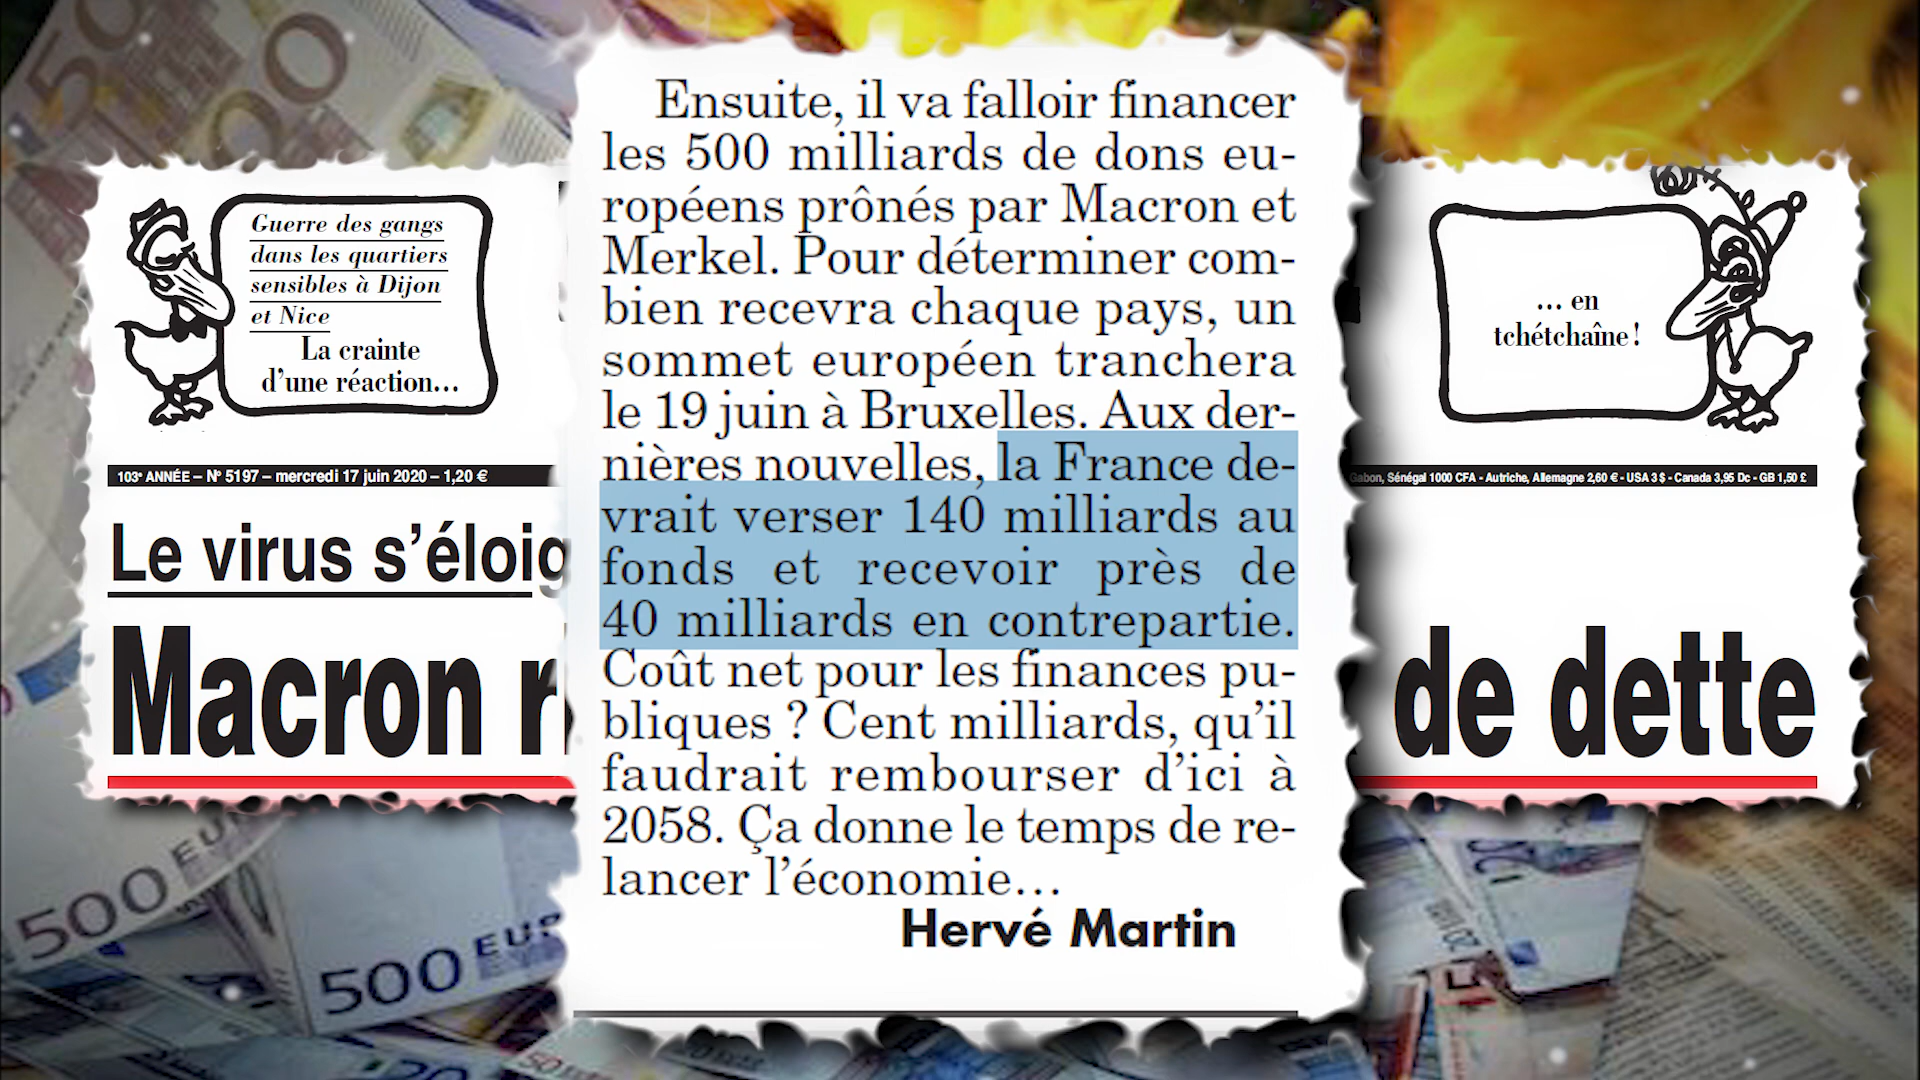 Ensuite, il va falloir financer
les 500 milliards de dons eu-
ropéens prônés par Macron et
Merkel. Pour déterminer com-
bien recevra chaque pays, un
sommet européen tranchera
le 19 juin à Bruxelles. Aux der-
nières nouvelles, la France de-
vrait verser 140 milliards au
fonds et recevoir près de
40 milliards en contrepartie.
Coût net pour les finances pu-
bliques ? Cent milliards, qu’il
faudrait rembourser d’ici à
2058. Ça donne le temps de re-
lancer l’économie…
Hervé Martin
Guerre des gangs
dans les quartiers
sensibles à Dijon
et Nice
La crainte
d’une réaction…
… en
tchétchaîne !
103e ANNÉE – N° 5197 – mercredi 17 juin 2020 – 1,20 €
Gabon, Sénégal 1000 CFA - Autriche, Allemagne 2,60 € - USA 3 $ - Canada 3,95 Dc - GB 1,50 £
Le virus s’éloig
Macron r
de dette
500 EUR
500 EUR